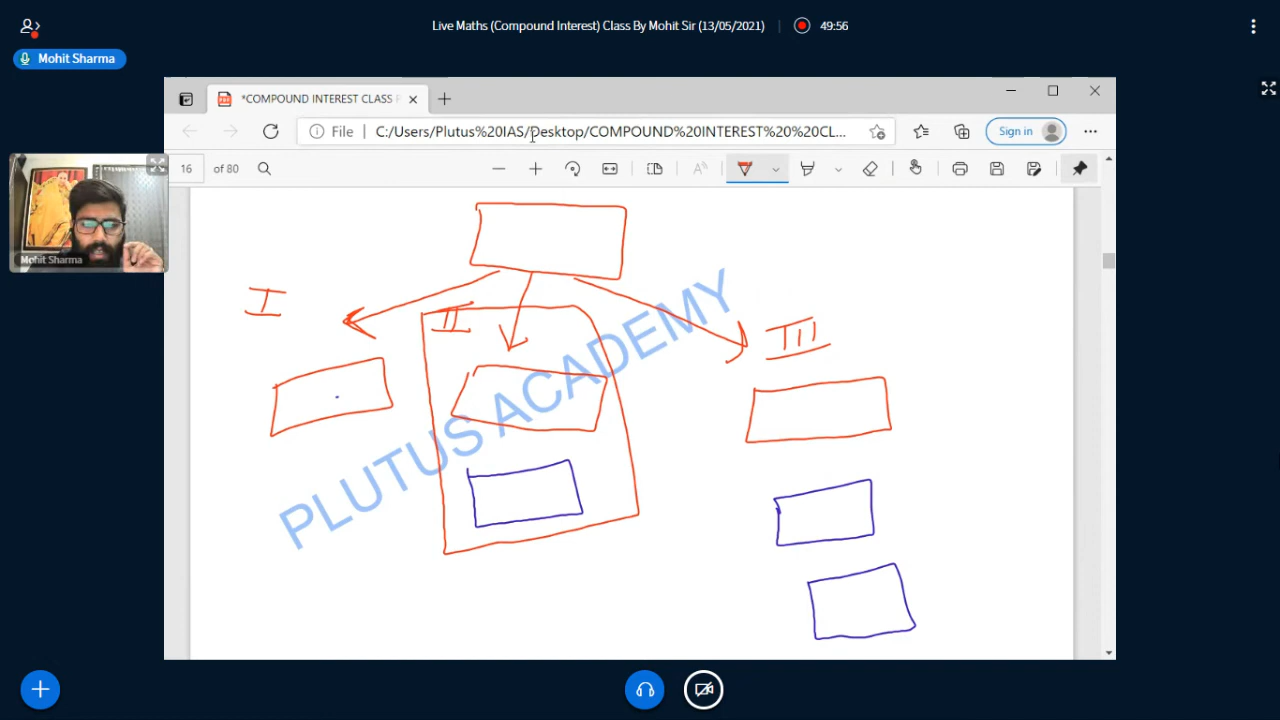 Live Maths (Compound Interest) Class By Mohit Sir (13/05/2021)
49:56
Mohit Sharma
*COMPOUND INTEREST CLASS P
File
C:/Users/Plutus%20IAS/Desktop/COMPOUND%20INTEREST%20%20CL...
Sign in
16 of 80
Mohit Sharma
I
II
III
PLUTUS ACADEMY